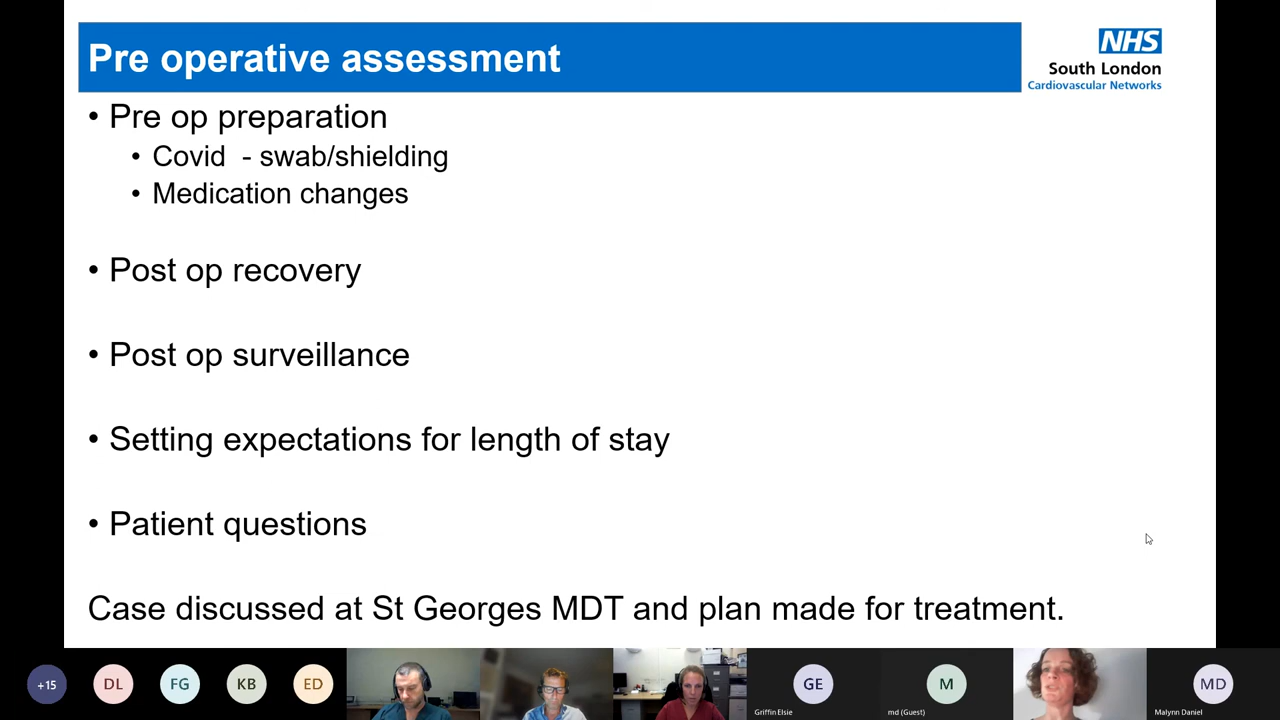 Pre operative assessment
NHS
South London
Cardiovascular Networks
• Pre op preparation
• Covid - swab/shielding
• Medication changes
• Post op recovery
• Post op surveillance
• Setting expectations for length of stay
• Patient questions
Case discussed at St Georges MDT and plan made for treatment.
+15
DL
FG
KB
ED
GE
Griffin Elsie
M
md (Guest)
MD
Malynn Daniel